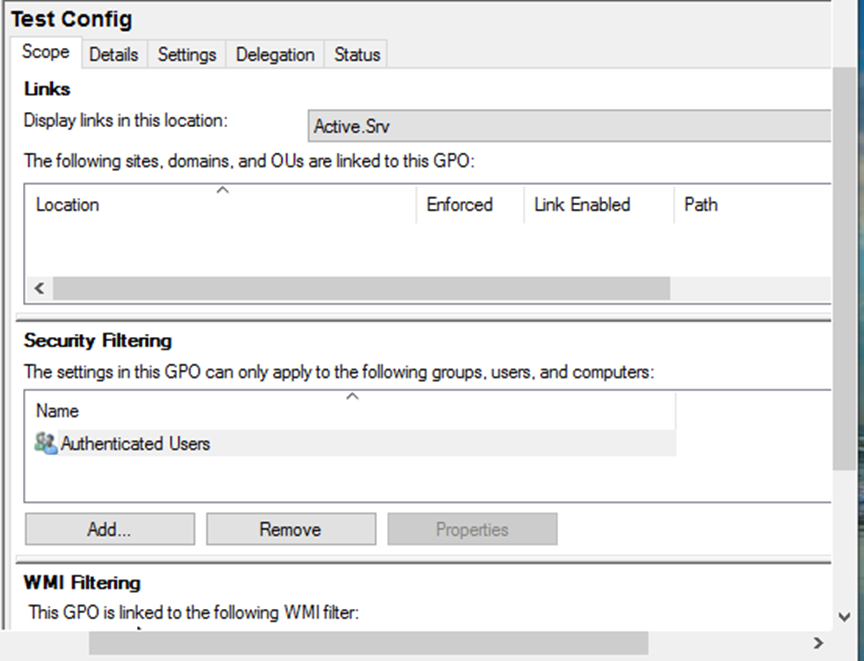 Test Config
Scope Details Settings Delegation Status
Links
Display links in this location: Active.Srv
The following sites, domains, and OUs are linked to this GPO:
Location Enforced Link Enabled Path
Security Filtering
The settings in this GPO can only apply to the following groups, users, and computers:
Name
Authenticated Users
Add... Remove Properties
WMI Filtering
This GPO is linked to the following WMI filter: